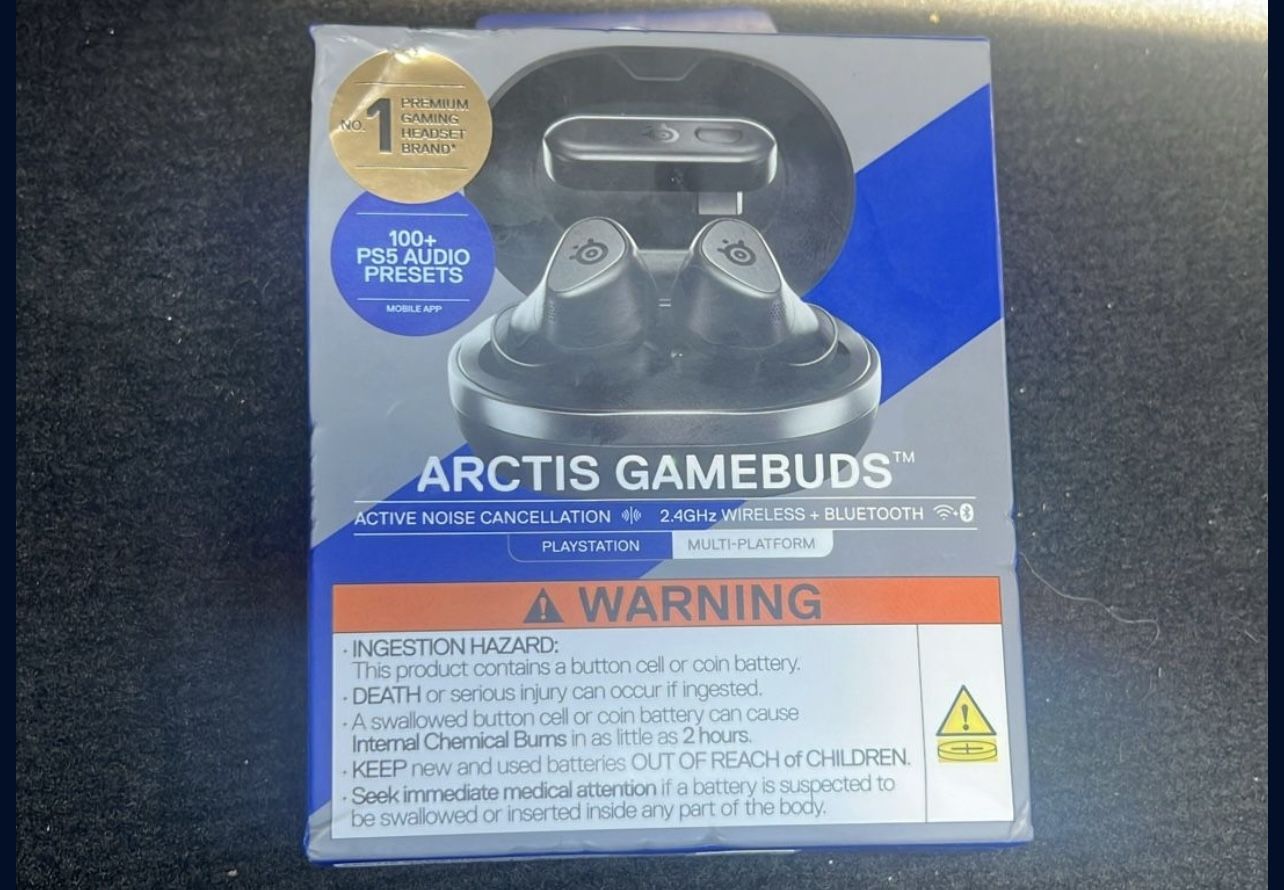 NO. 1 PREMIUM
GAMING
HEADSET
BRAND*
100+
PS5 AUDIO
PRESETS
MOBILE APP
ARCTIS GAMEBUDS™
ACTIVE NOISE CANCELLATION 2.4GHz WIRELESS + BLUETOOTH
PLAYSTATION MULTI-PLATFORM
WARNING
· INGESTION HAZARD:
This product contains a button cell or coin battery.
· DEATH or serious injury can occur if ingested.
· A swallowed button cell or coin battery can cause
Internal Chemical Burns in as little as 2 hours.
· KEEP new and used batteries OUT OF REACH of CHILDREN.
· Seek immediate medical attention if a battery is suspected to
be swallowed or inserted inside any part of the body.